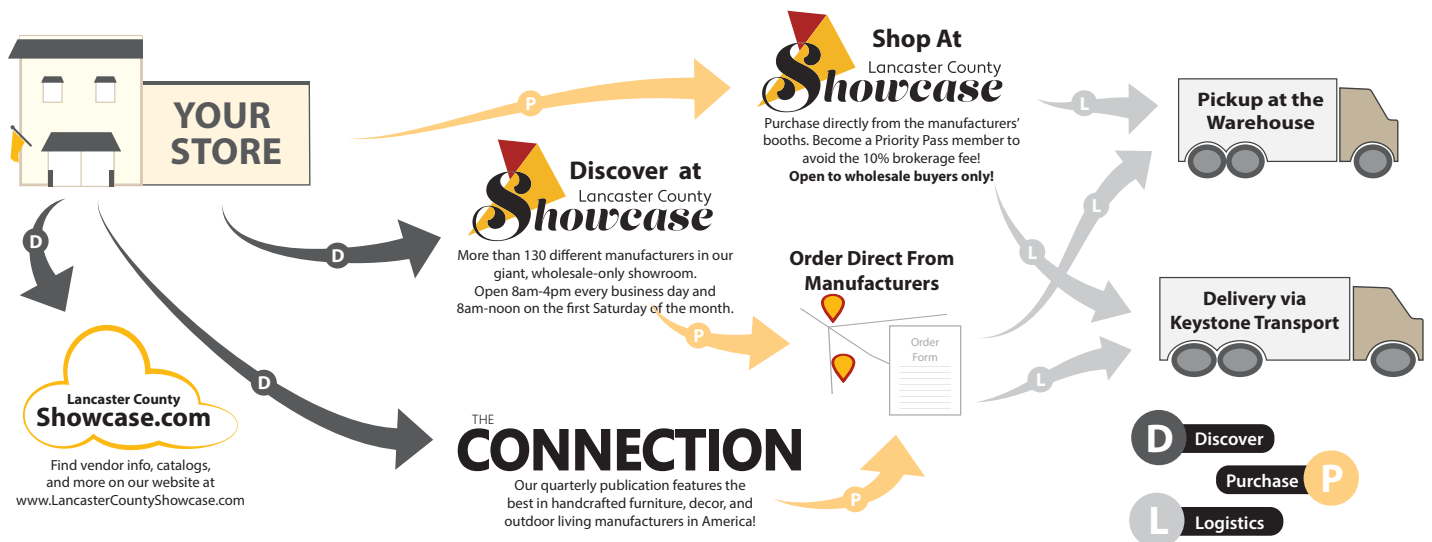 YOUR
STORE
P
Shop At
Lancaster County
Showcase
Purchase directly from the manufacturers'
booths. Become a Priority Pass member to
avoid the 10% brokerage fee!
Open to wholesale buyers only!
L
Pickup at the
Warehouse
D
D
Discover at
Lancaster County
Showcase
More than 130 different manufacturers in our
giant, wholesale-only showroom.
Open 8am-4pm every business day and
8am-noon on the first Saturday of the month.
P
Order Direct From
Manufacturers
Order
Form
L
L
L
Delivery via
Keystone Transport
Lancaster County
Showcase.com
Find vendor info, catalogs,
and more on our website at
www.LancasterCountyShowcase.com
D
THE
CONNECTION
Our quarterly publication features the
best in handcrafted furniture, decor, and
outdoor living manufacturers in America!
P
D Discover
Purchase P
L Logistics